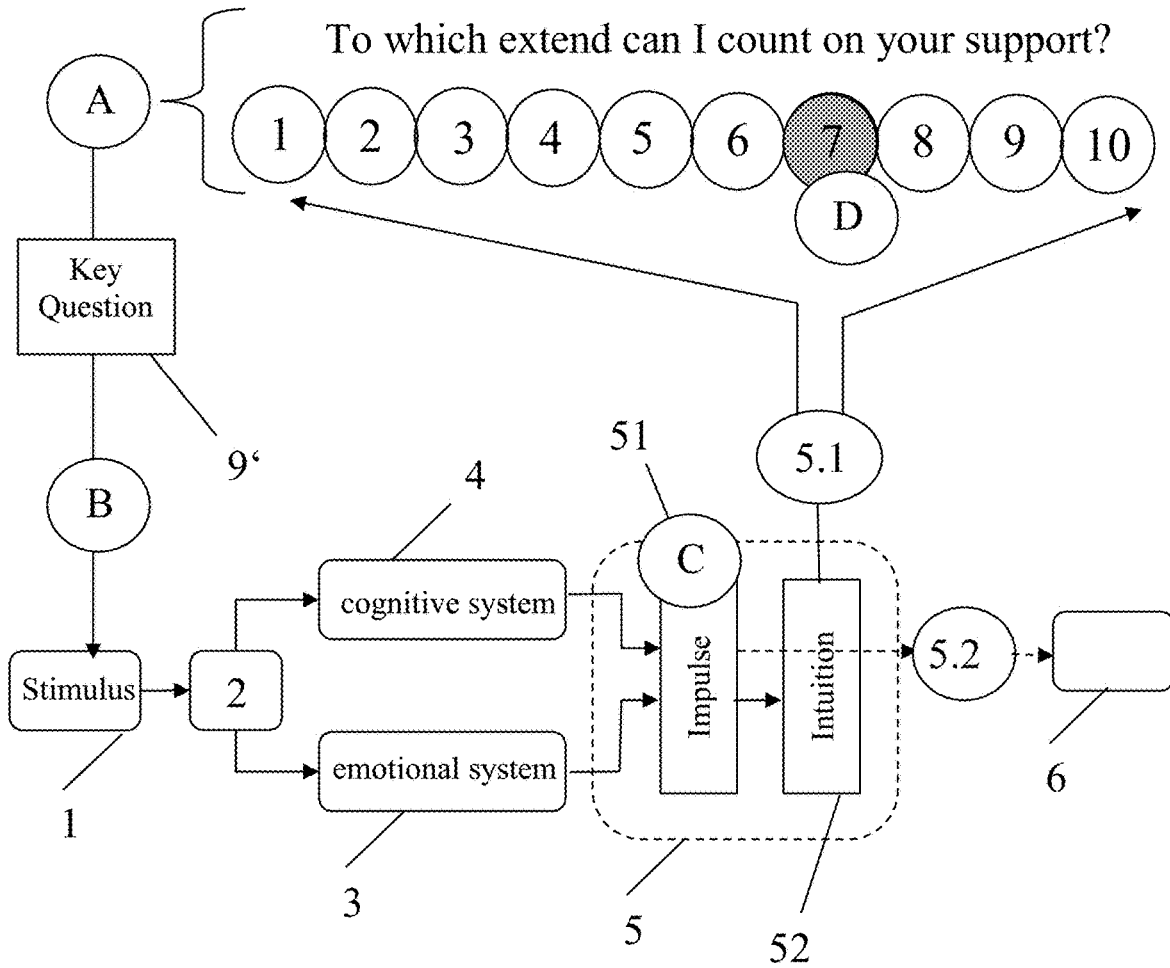 To which extend can I count on your support?
A
1 2 3 4 5 6 7 8 9 10
D
Key
Question
9‘
B
51
5.1
4
C
cognitive system
Stimulus
2
Impulse
Intuition
5.2
emotional system
1
3
5
52
6